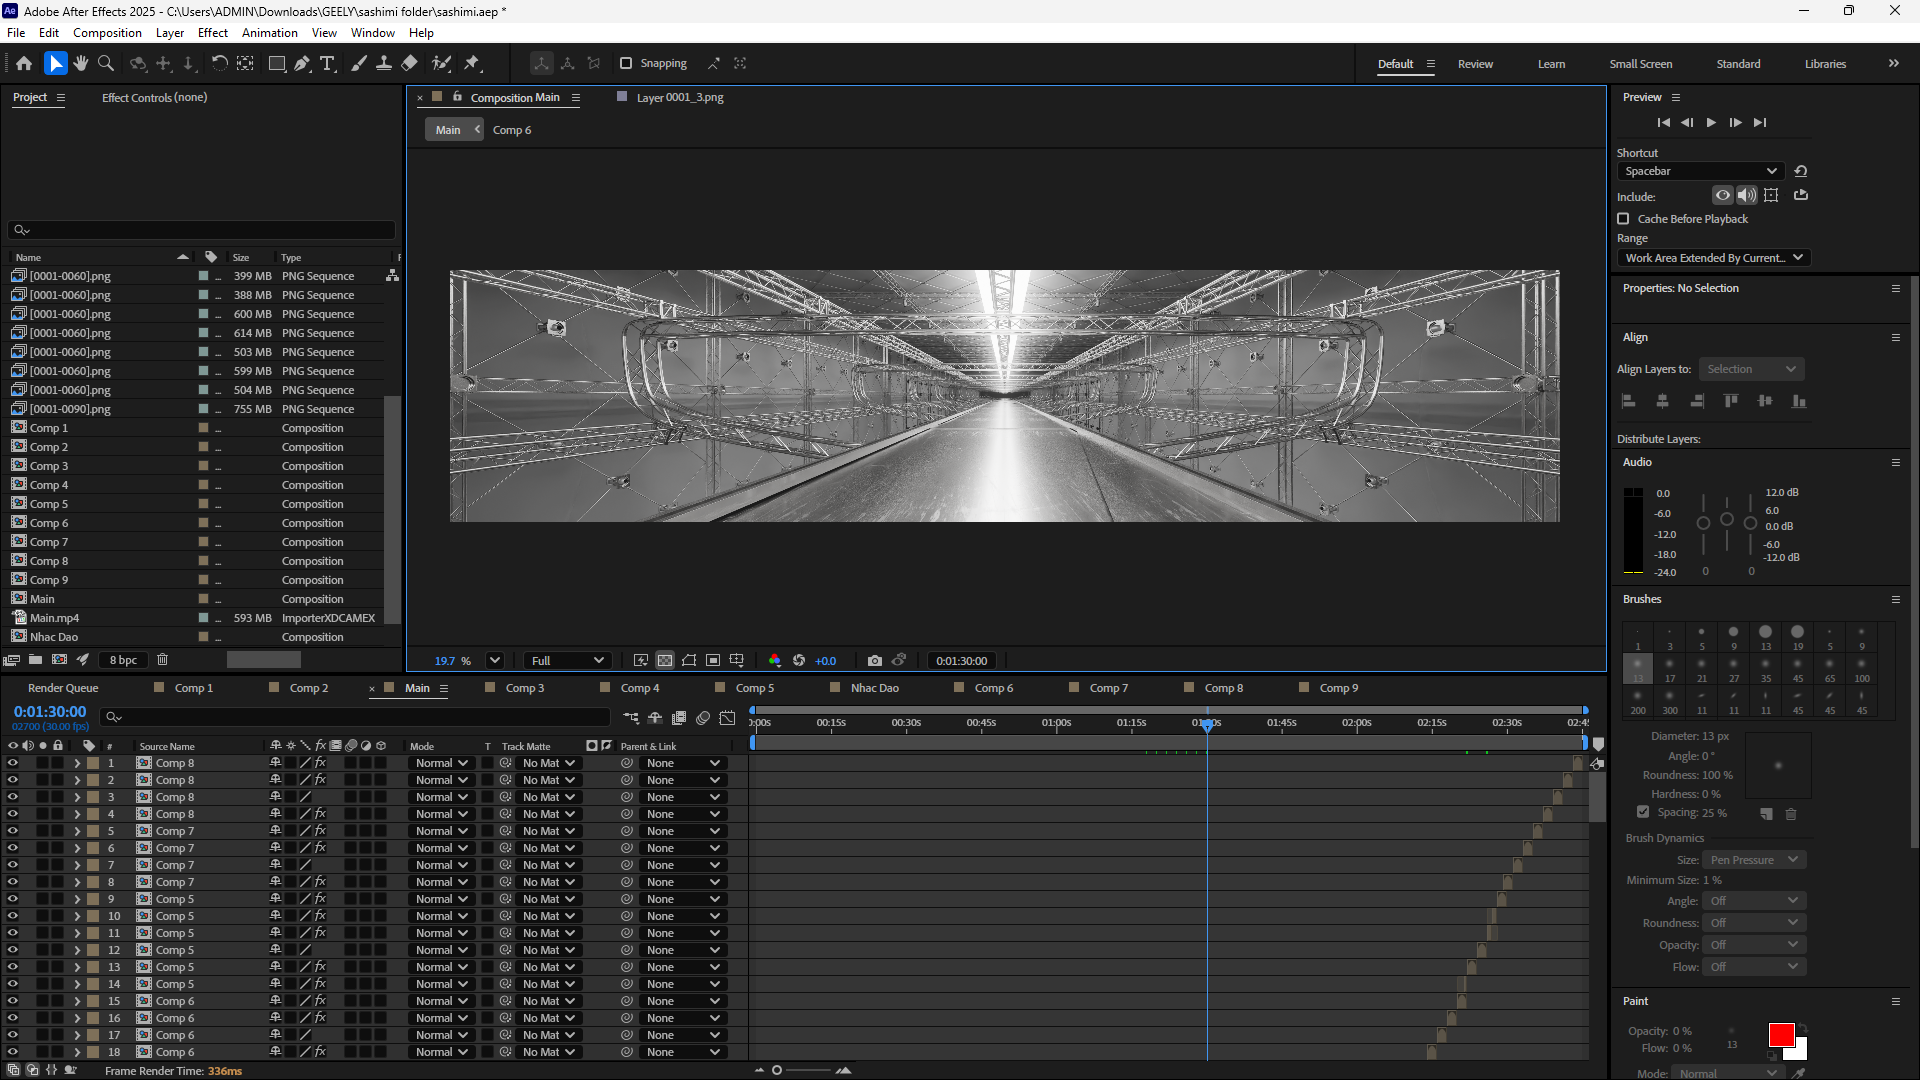 Adobe After Effects 2025 - C:\Users\ADMIN\Downloads\GEELY\sashimi folder\sashimi.aep *
File Edit Composition Layer Effect Animation View Window Help
Snapping
Default Review Learn Small Screen Standard Libraries
Project Effect Controls (none)
Composition Main
Layer 0001_3.png
Main Comp 6
Name Size Type
[0001-0060].png ... 399 MB PNG Sequence
[0001-0060].png ... 388 MB PNG Sequence
[0001-0060].png ... 600 MB PNG Sequence
[0001-0060].png ... 614 MB PNG Sequence
[0001-0060].png ... 503 MB PNG Sequence
[0001-0060].png ... 599 MB PNG Sequence
[0001-0060].png ... 504 MB PNG Sequence
[0001-0090].png ... 755 MB PNG Sequence
Comp 1 ... Composition
Comp 2 ... Composition
Comp 3 ... Composition
Comp 4 ... Composition
Comp 5 ... Composition
Comp 6 ... Composition
Comp 7 ... Composition
Comp 8 ... Composition
Comp 9 ... Composition
Main ... Composition
Main.mp4 ... 593 MB ImporterXDCAMEX
Nhac Dao Composition
8 bpc
19.7 % Full +0.0 0:01:30:00
Preview
Shortcut
Spacebar
Include:
Cache Before Playback
Range
Work Area Extended By Current...
Properties: No Selection
Align
Align Layers to: Selection
Distribute Layers:
Audio
0.0 12.0 dB
-6.0 6.0
-12.0 0.0 dB
-18.0 -6.0
-24.0 -12.0 dB
0 0
Brushes
1 3 5 9 13 19 5 9
13 17 21 27 35 45 65 100
200 300 11 11 11 45 45 45
Diameter: 13 px
Angle: 0 °
Roundness: 100 %
Hardness: 0 %
Spacing: 25 %
Brush Dynamics
Size: Pen Pressure
Minimum Size: 1 %
Angle: Off
Roundness: Off
Opacity: Off
Flow: Off
Paint
Opacity: 0 %
Flow: 0 %
13
Mode: Normal
Render Queue Comp 1 Comp 2 Main Comp 3 Comp 4 Comp 5 Nhac Dao Comp 6 Comp 7 Comp 8 Comp 9
0:01:30:00
02700 (30.00 fps)
):00s 00:15s 00:30s 00:45s 01:00s 01:15s 01:45s 02:00s 02:15s 02:30s 02:45
# Source Name fx Mode T Track Matte Parent & Link
1 Comp 8 fx Normal No Mat None
2 Comp 8 fx Normal No Mat None
3 Comp 8 Normal No Mat None
4 Comp 8 fx Normal No Mat None
5 Comp 7 fx Normal No Mat None
6 Comp 7 fx Normal No Mat None
7 Comp 7 Normal No Mat None
8 Comp 7 fx Normal No Mat None
9 Comp 5 fx Normal No Mat None
10 Comp 5 fx Normal No Mat None
11 Comp 5 fx Normal No Mat None
12 Comp 5 Normal No Mat None
13 Comp 5 fx Normal No Mat None
14 Comp 5 fx Normal No Mat None
15 Comp 6 fx Normal No Mat None
16 Comp 6 fx Normal No Mat None
17 Comp 6 Normal No Mat None
18 Comp 6 fx Normal No Mat None
Frame Render Time: 336ms